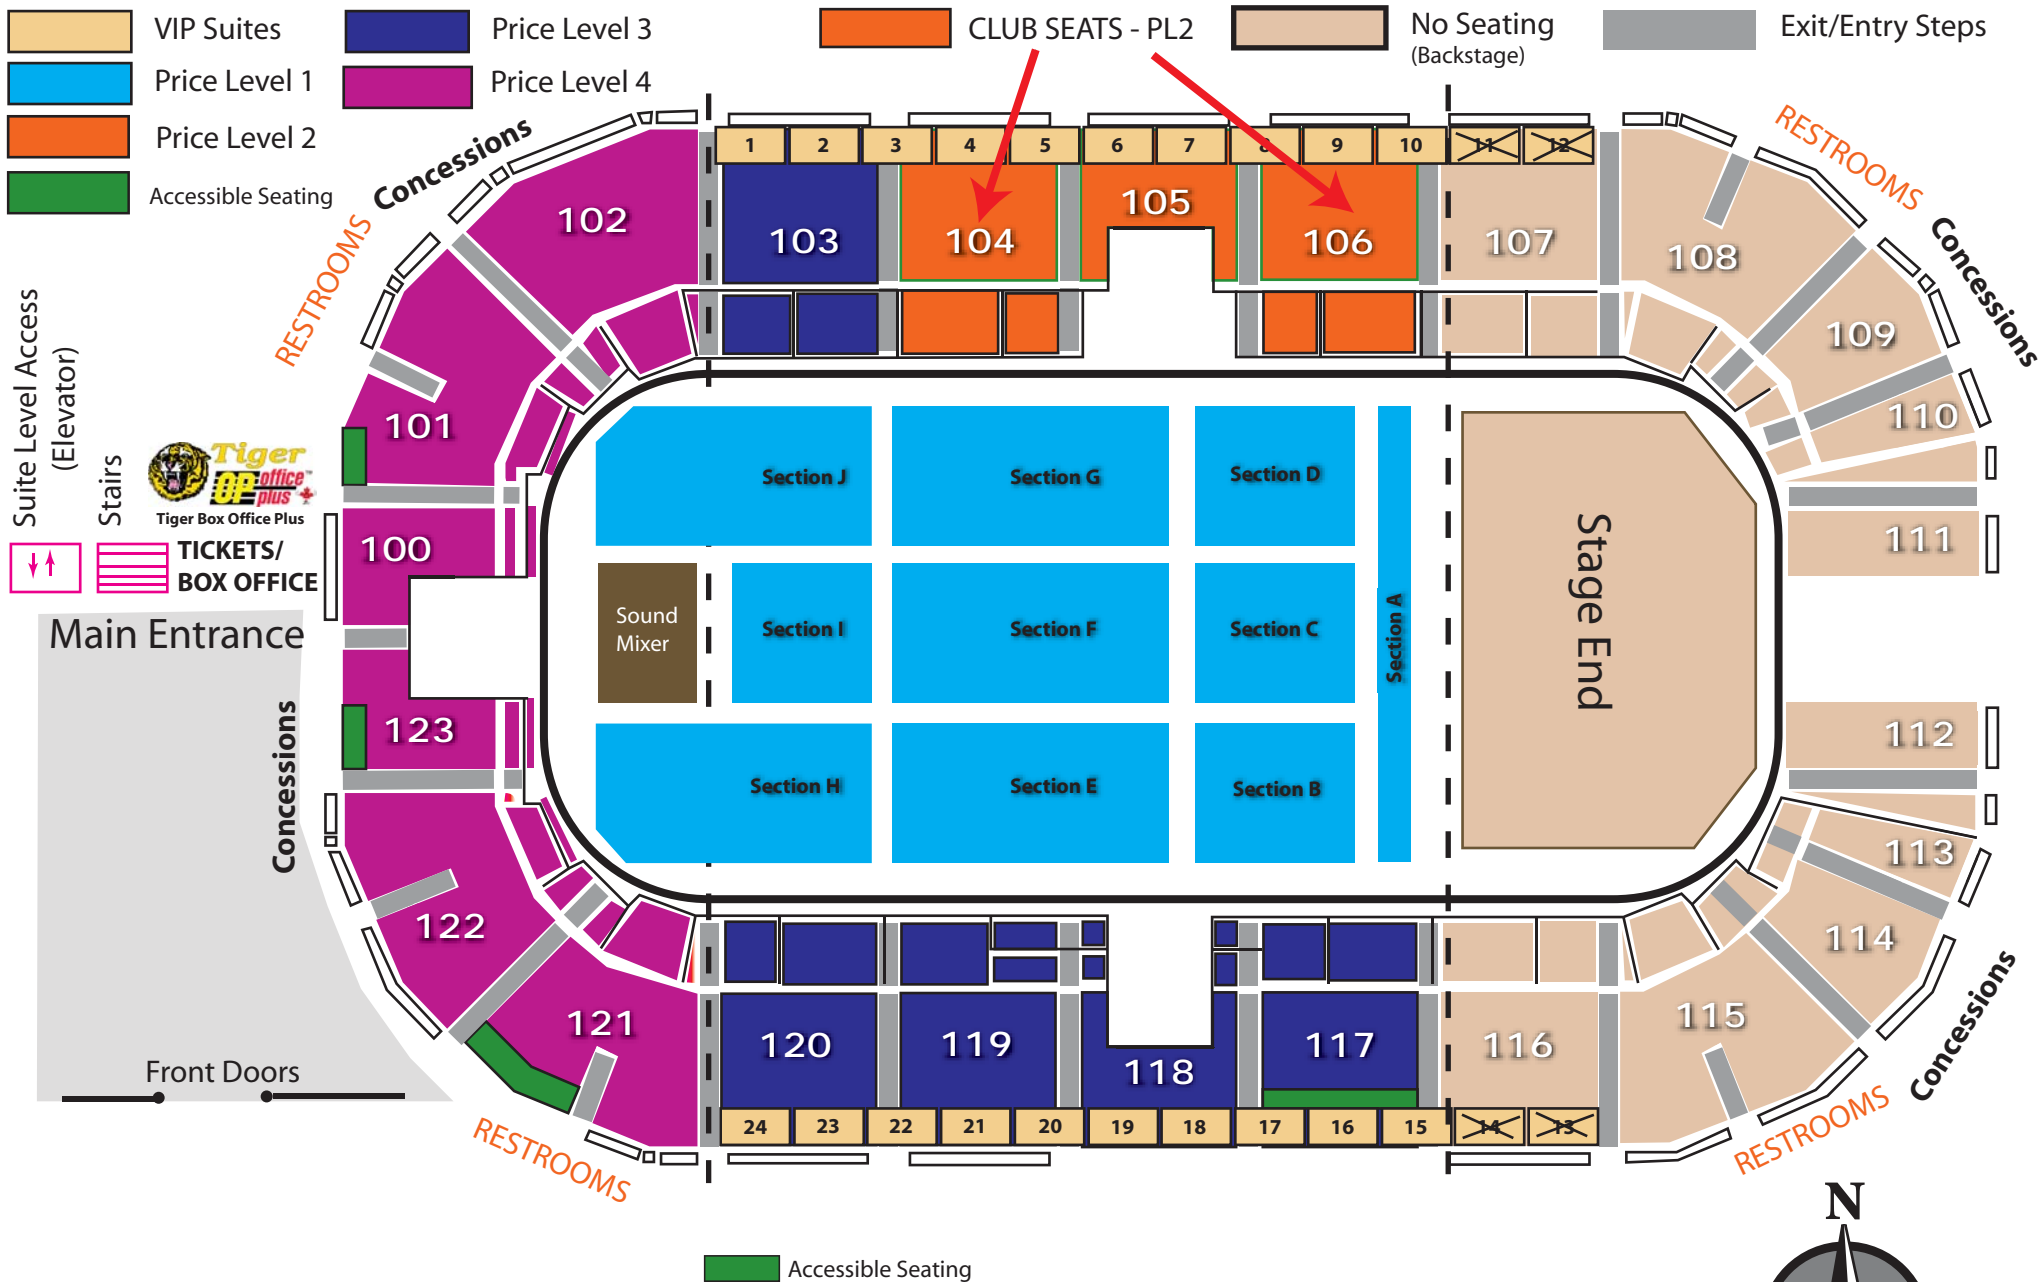 VIP Suites
Price Level 3
CLUB SEATS - PL2
No Seating
(Backstage)
Exit/Entry Steps
Price Level 1
Price Level 4
Price Level 2
Accessible Seating
Concessions
RESTROOMS
RESTROOMS
Concessions
1 2 3 4 5 6 7 8 9 10 11 12
102
103
104
105
106
107
108
109
110
101
100
111
Suite Level Access
(Elevator)
Stairs
Tiger
OP office
plus
Tiger Box Office Plus
TICKETS/
BOX OFFICE
Main Entrance
Section J
Section G
Section D
Sound
Mixer
Section I
Section F
Section C
Section A
Stage End
Section H
Section E
Section B
123
112
113
Concessions
122
114
121
120
119
118
117
116
115
Concessions
24 23 22 21 20 19 18 17 16 15 14 13
Front Doors
RESTROOMS
RESTROOMS
N
Accessible Seating